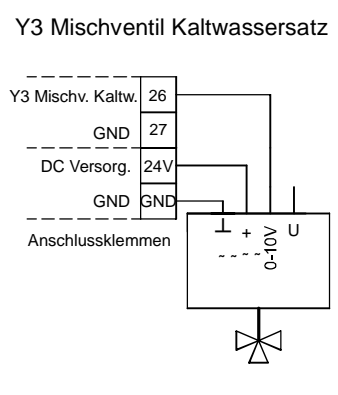 Y3 Mischventil Kaltwassersatz
Y3 Mischv. Kaltw. 26
GND 27
DC Versorg. 24V
GND GND
Anschlussklemmen
⊥ + 0-10V U
~ ~ ~ ~